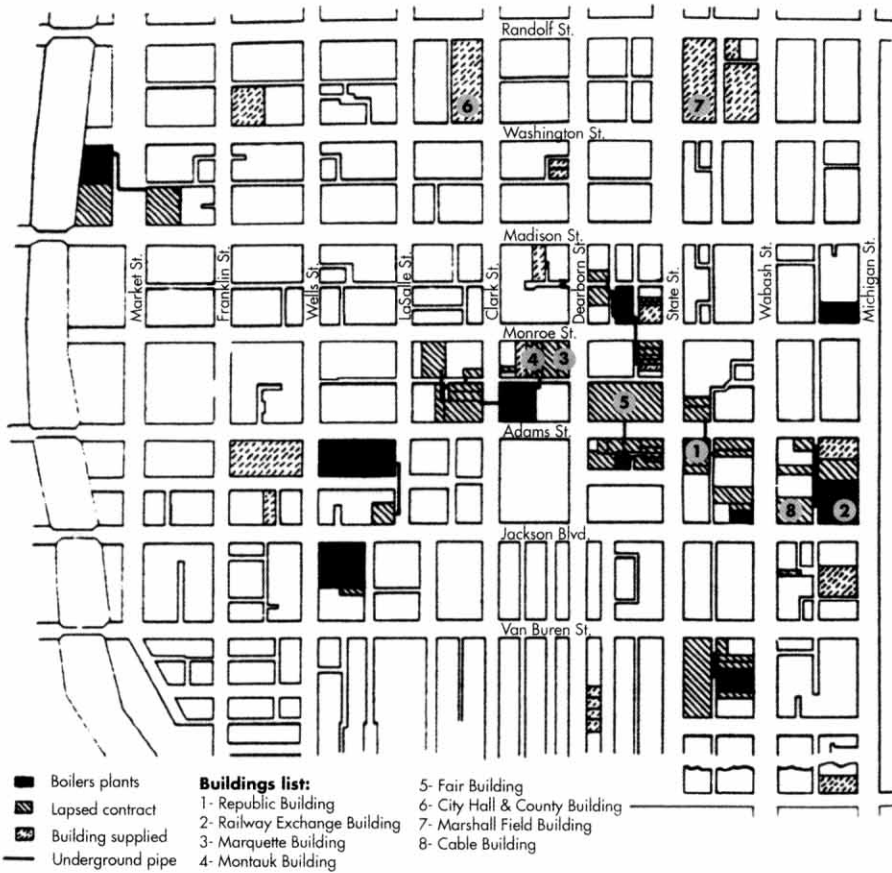 Randolf St.
6
7
Washington St.
Madison St.
Market St.
Franklin St.
Wells St.
LaSalle St.
Clark St.
Dearborn St.
State St.
Wabash St.
Michigan St.
Monroe St.
4
3
5
Adams St.
1
8
2
Jackson Blvd.
Van Buren St.
Boilers plants
Lapsed contract
Building supplied
Underground pipe
Buildings list:
1- Republic Building
2- Railway Exchange Building
3- Marquette Building
4- Montauk Building
5- Fair Building
6- City Hall & County Building
7- Marshall Field Building
8- Cable Building